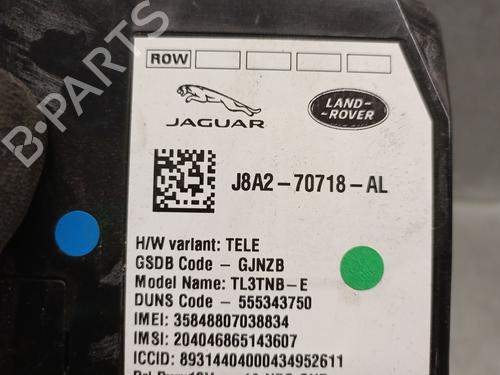 ROW
JAGUAR
LAND-
ROVER
J8A2-70718-AL
H/W variant: TELE
GSDB Code - GJNZB
Model Name: TL3TNB-E
DUNS Code - 555343750
IMEI: 35848807038834
IMSI: 204046865143607
ICCID: 89314404000434952611
B-PARTS